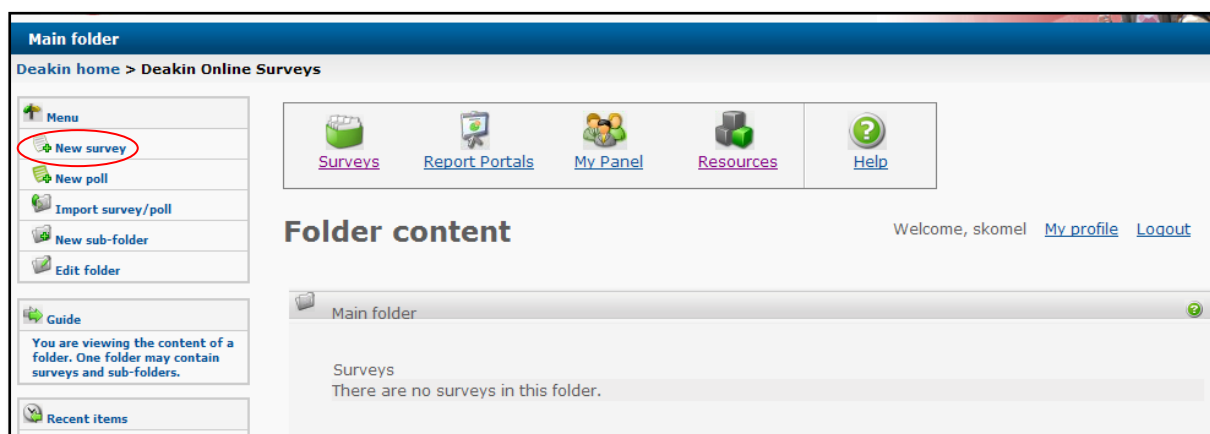 Main folder
Deakin home > Deakin Online Surveys
Menu
New survey
New poll
Import survey/poll
New sub-folder
Edit folder
Guide
You are viewing the content of a
folder. One folder may contain
surveys and sub-folders.
Recent items
Surveys Report Portals My Panel Resources Help
Folder content
Welcome, skomel My profile Logout
Main folder
Surveys
There are no surveys in this folder.